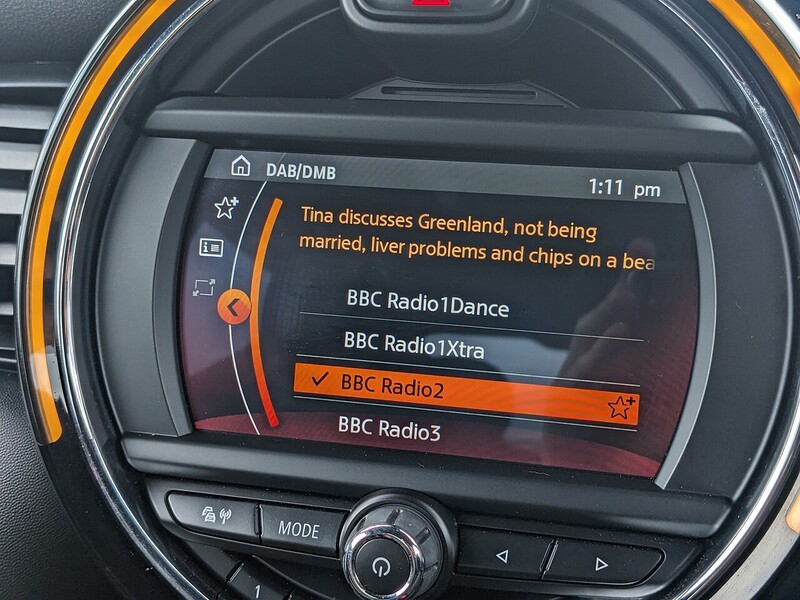 DAB/DMB
1:11 pm
Tina discusses Greenland, not being
married, liver problems and chips on a bea
BBC Radio1Dance
BBC Radio1Xtra
BBC Radio2
BBC Radio3
MODE
1